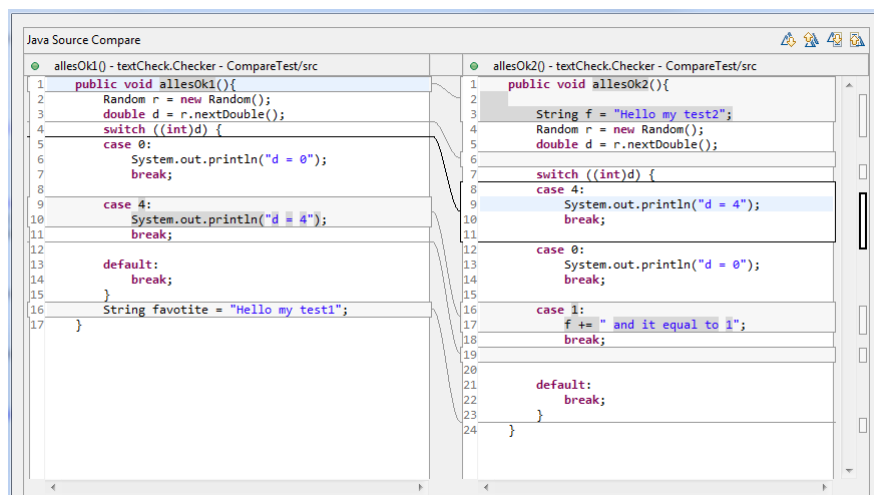 Java Source Compare
allesOk1() - textCheck.Checker - CompareTest/src
1 public void allesOk1(){
2 Random r = new Random();
3 double d = r.nextDouble();
4 switch ((int)d) {
5 case 0:
6 System.out.println("d = 0");
7 break;
8
9 case 4:
10 System.out.println("d = 4");
11 break;
12
13 default:
14 break;
15 }
16 String favotite = "Hello my test1";
17 }
allesOk2() - textCheck.Checker - CompareTest/src
1 public void allesOk2(){
2
3 String f = "Hello my test2";
4 Random r = new Random();
5 double d = r.nextDouble();
6
7 switch ((int)d) {
8 case 4:
9 System.out.println("d = 4");
10 break;
11
12 case 0:
13 System.out.println("d = 0");
14 break;
15
16 case 1:
17 f += " and it equal to 1";
18 break;
19
20
21 default:
22 break;
23 }
24 }